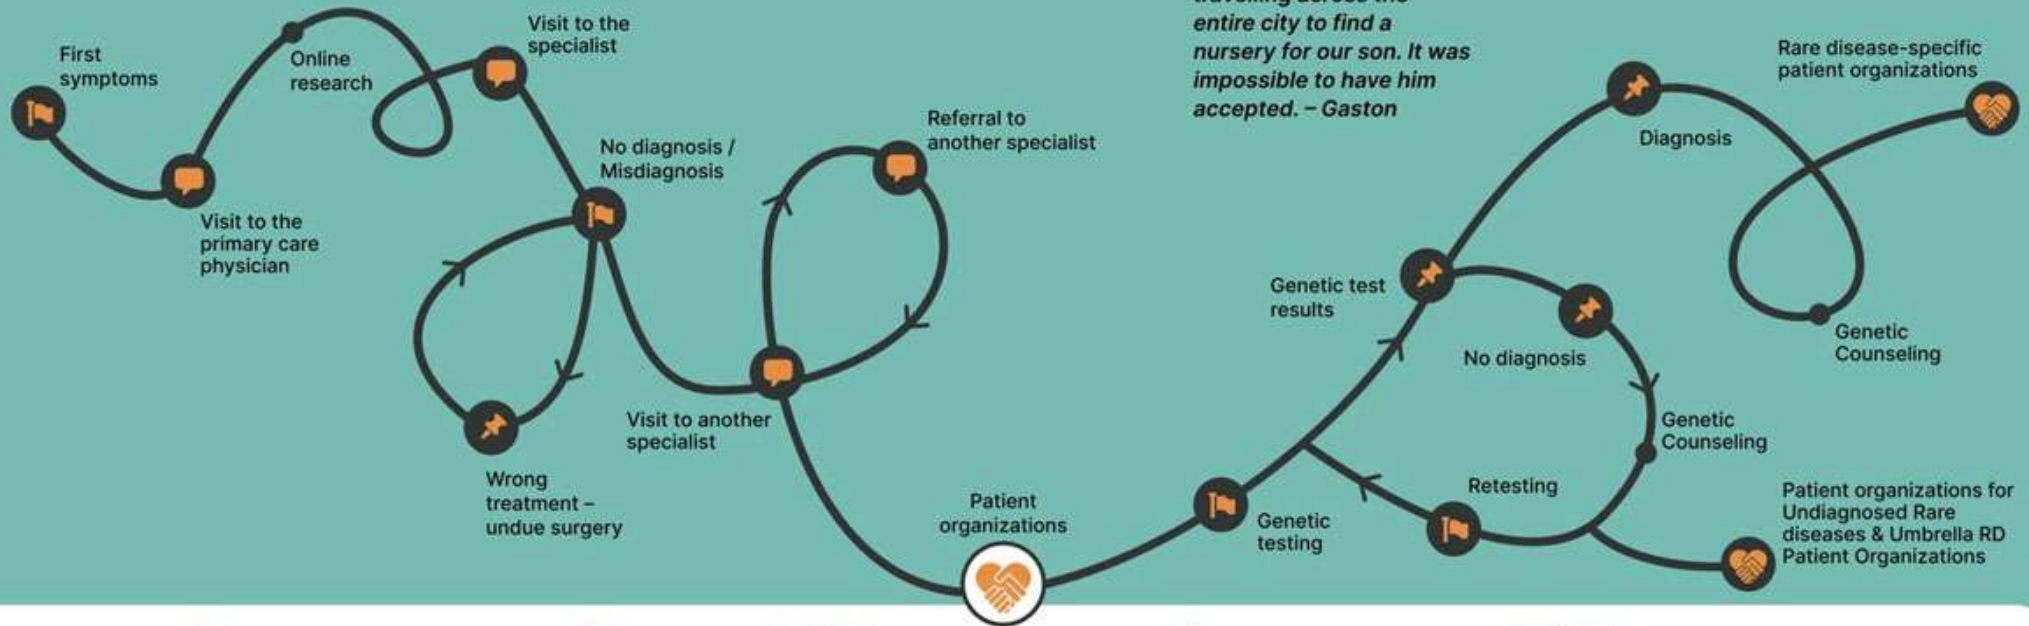 First
symptoms
Visit to the
primary care
physician
Online
research
Visit to the
specialist
No diagnosis /
Misdiagnosis
Wrong
treatment –
undue surgery
Visit to another
specialist
Referral to
another specialist
Patient
organizations
entire city to find a
nursery for our son. It was
impossible to have him
accepted. – Gaston
Genetic
testing
Genetic test
results
No diagnosis
Genetic
Counseling
Retesting
Patient organizations for
Undiagnosed Rare
diseases & Umbrella RD
Patient Organizations
Diagnosis
Genetic
Counseling
Rare disease-specific
patient organizations